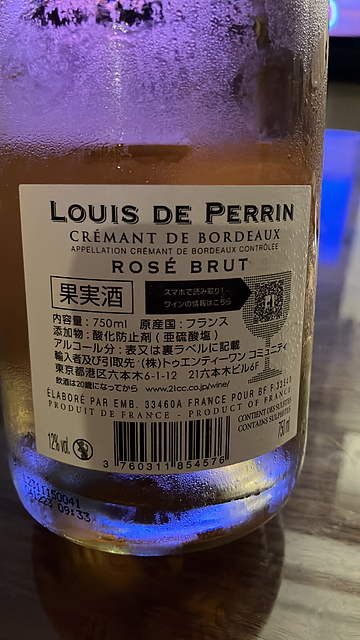 LOUIS DE PERRIN
CRÉMANT DE BORDEAUX
APPELLATION CRÉMANT DE BORDEAUX CONTRÔLÉE
ROSÉ BRUT
果実酒
スマホで読み取り!
ワインの情報はこちら
内容量:750ml 原産国:フランス
添加物:酸化防止剤(亜硫酸塩)
アルコール分:表又は裏ラベルに記載
輸入者及び引取先:(株)トゥエンティーワン コミュニティ
東京都港区六本木6-1-12 21六本木ビル6F
飲酒は20歳になってから www.21cc.co.jp/wine/
ÉLABORÉ PAR EMB. 33460A FRANCE POUR BF F-33540
PRODUIT DE FRANCE - PRODUCT OF FRANCE
CONTIENT DES SULFITES
CONTAINS SULPHITES
12% vol.
750 ml
3 760311 854576
09:33